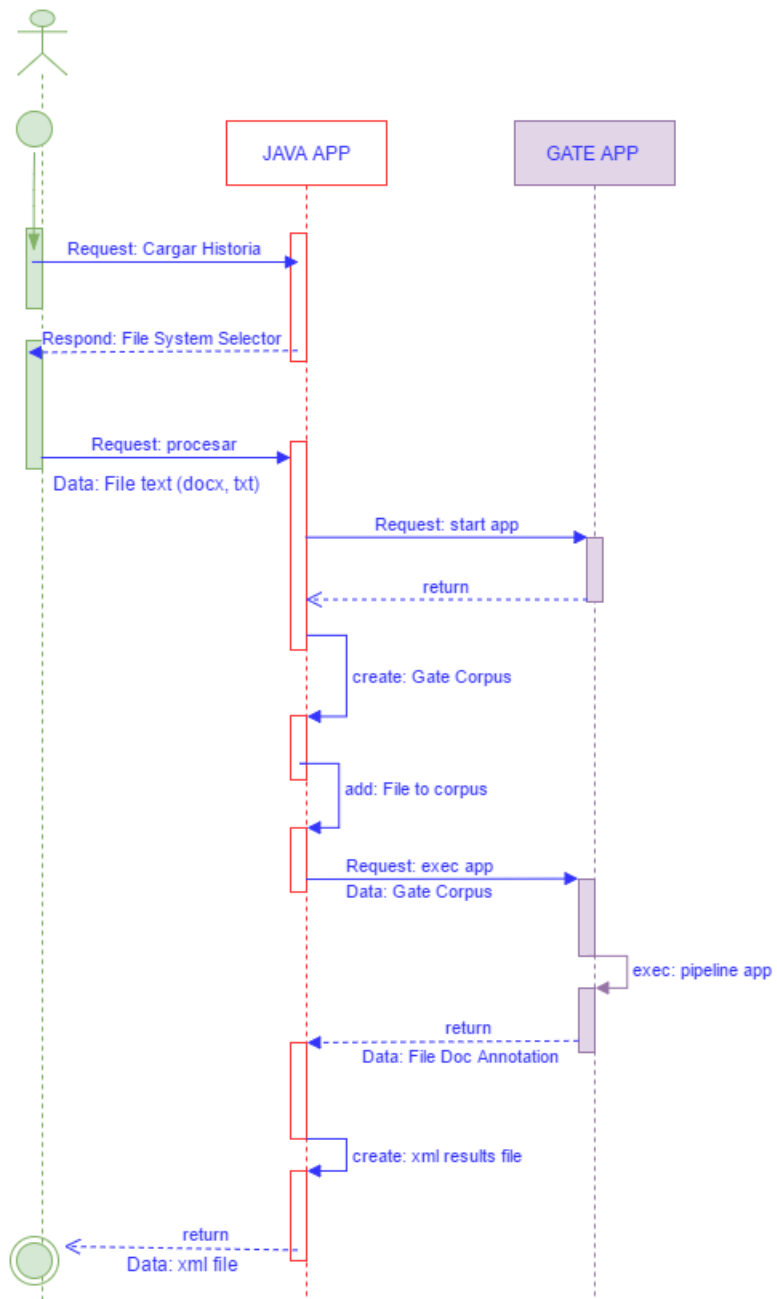 JAVA APP
GATE APP
Request: Cargar Historia
Respond: File System Selector
Request: procesar
Data: File text (docx, txt)
Request: start app
return
create: Gate Corpus
add: File to corpus
Request: exec app
Data: Gate Corpus
exec: pipeline app
return
Data: File Doc Annotation
create: xml results file
return
Data: xml file